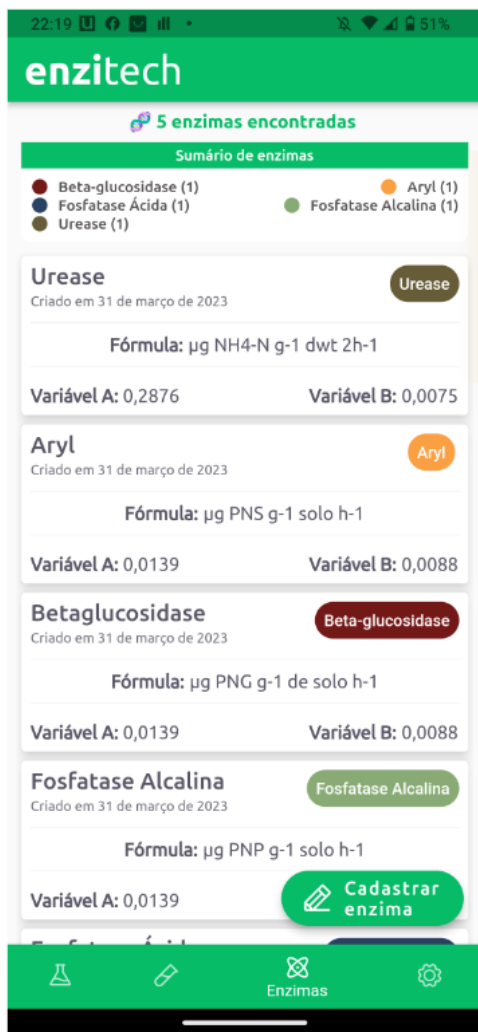 22:19
51%
enzitech
5 enzimas encontradas
Sumário de enzimas
Beta-glucosidase (1)
Aryl (1)
Fosfatase Ácida (1)
Fosfatase Alcalina (1)
Urease (1)
Urease
Urease
Criado em 31 de março de 2023
Fórmula: µg NH4-N g-1 dwt 2h-1
Variável A: 0,2876
Variável B: 0,0075
Aryl
Aryl
Criado em 31 de março de 2023
Fórmula: µg PNS g-1 solo h-1
Variável A: 0,0139
Variável B: 0,0088
Betaglucosidase
Beta-glucosidase
Criado em 31 de março de 2023
Fórmula: µg PNG g-1 de solo h-1
Variável A: 0,0139
Variável B: 0,0088
Fosfatase Alcalina
Fosfatase Alcalina
Criado em 31 de março de 2023
Fórmula: µg PNP g-1 solo h-1
Variável A: 0,0139
Cadastrar
enzima
Enzimas